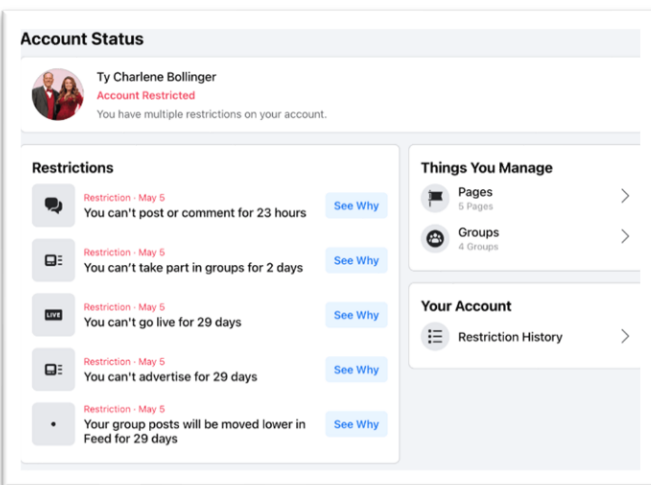 Account Status
Ty Charlene Bollinger
Account Restricted
You have multiple restrictions on your account.
Restrictions
Restriction · May 5
You can't post or comment for 23 hours
See Why
Restriction · May 5
You can't take part in groups for 2 days
See Why
LIVE
Restriction · May 5
You can't go live for 29 days
See Why
Restriction · May 5
You can't advertise for 29 days
See Why
Restriction · May 5
Your group posts will be moved lower in
Feed for 29 days
See Why
Things You Manage
Pages
5 Pages
Groups
4 Groups
Your Account
Restriction History